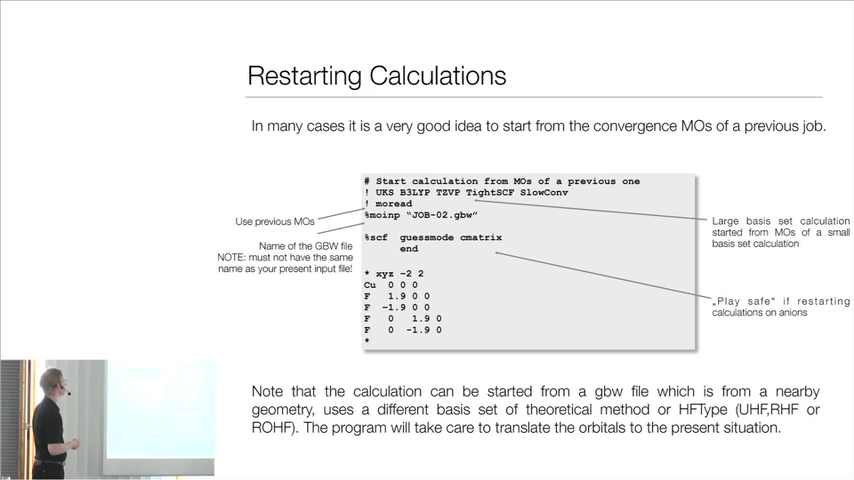 Restarting Calculations
In many cases it is a very good idea to start from the convergence MOs of a previous job.
# Start calculation from MOs of a previous one
! UKS B3LYP TZVP TightSCF SlowConv
! moread
%moinp “JOB-02.gbw”
%scf guessmode cmatrix
end
* xyz -2 2
Cu 0 0 0
F 1.9 0 0
F -1.9 0 0
F 0 1.9 0
F 0 -1.9 0
*
Use previous MOs
Name of the GBW file
NOTE: must not have the same
name as your present input file!
Large basis set calculation
started from MOs of a small
basis set calculation
„Play safe“ if restarting
calculations on anions
Note that the calculation can be started from a gbw file which is from a nearby
geometry, uses a different basis set of theoretical method or HFType (UHF,RHF or
ROHF). The program will take care to translate the orbitals to the present situation.